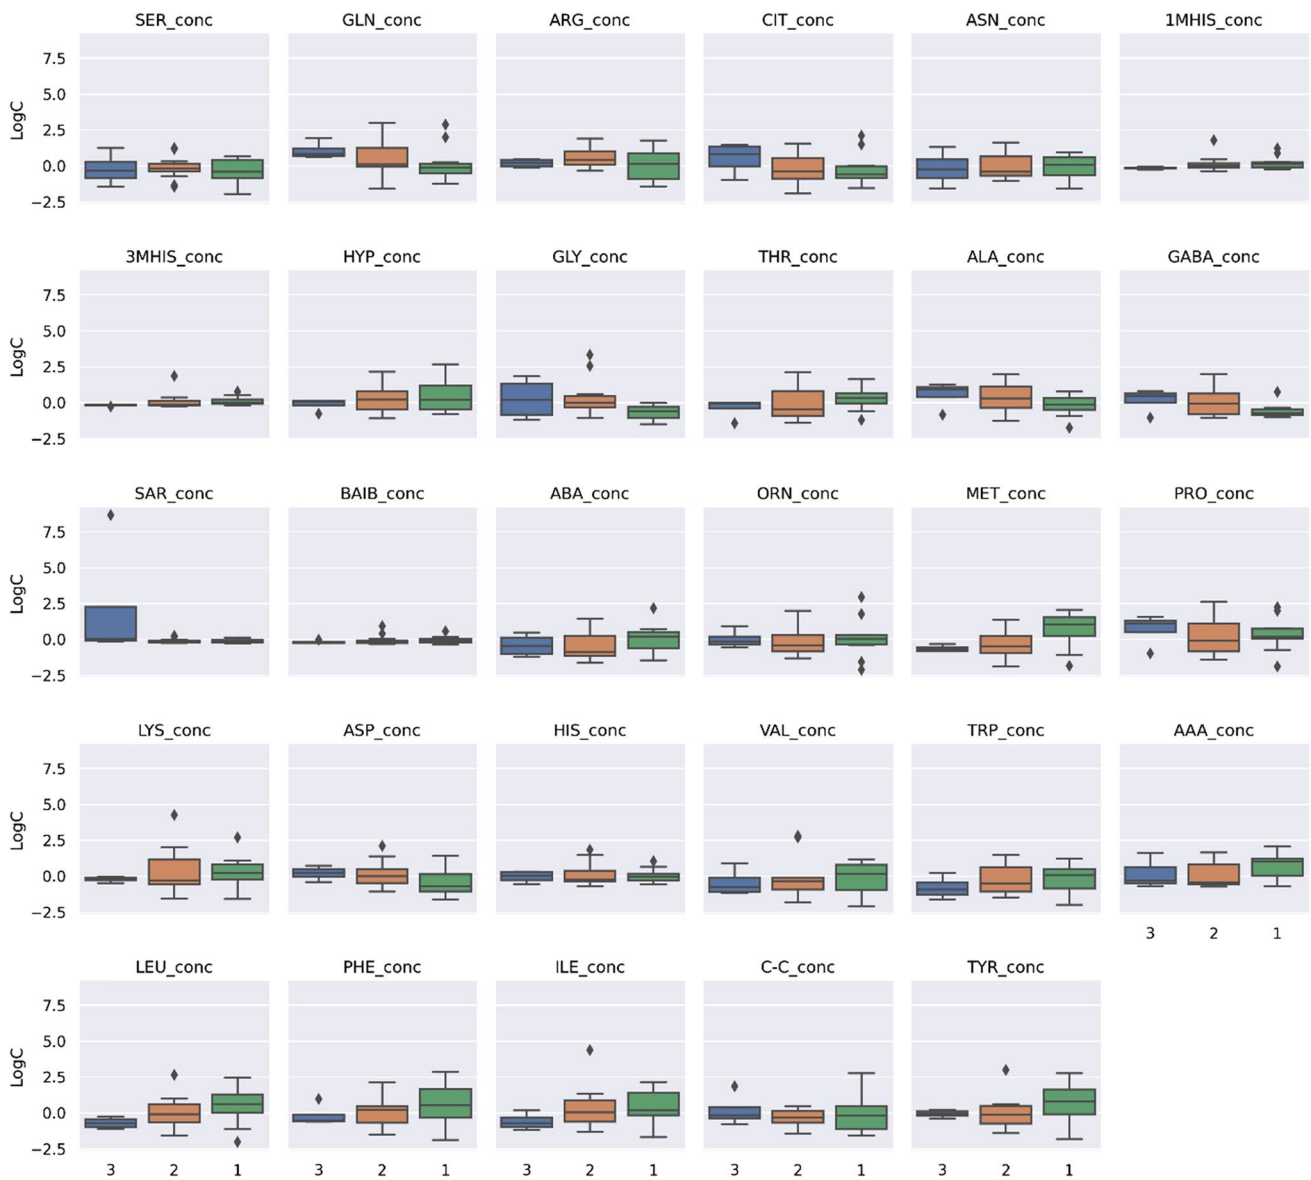 SER_conc GLN_conc ARG_conc CIT_conc ASN_conc 1MHIS_conc
7.5
5.0
LogC
2.5
0.0
−2.5
3MHIS_conc HYP_conc GLY_conc THR_conc ALA_conc GABA_conc
7.5
5.0
LogC
2.5
0.0
−2.5
SAR_conc BAIB_conc ABA_conc ORN_conc MET_conc PRO_conc
7.5
5.0
LogC
2.5
0.0
−2.5
LYS_conc ASP_conc HIS_conc VAL_conc TRP_conc AAA_conc
7.5
5.0
LogC
2.5
0.0
−2.5
3 2 1
LEU_conc PHE_conc ILE_conc C-C_conc TYR_conc
7.5
5.0
LogC
2.5
0.0
−2.5
3 2 1 3 2 1 3 2 1 3 2 1 3 2 1